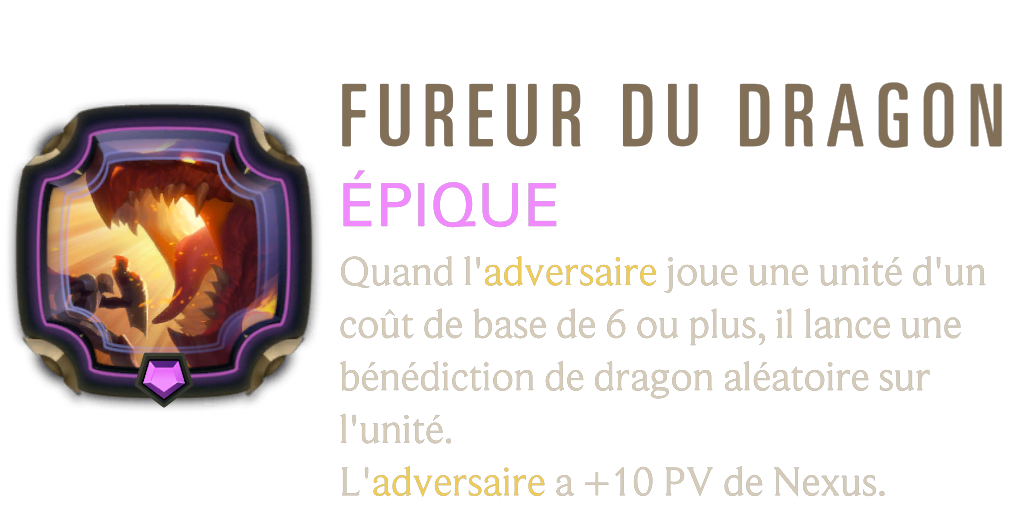 FUREUR DU DRAGON
ÉPIQUE
Quand l'adversaire joue une unité d'un
coût de base de 6 ou plus, il lance une
bénédiction de dragon aléatoire sur
l'unité.
L'adversaire a +10 PV de Nexus.